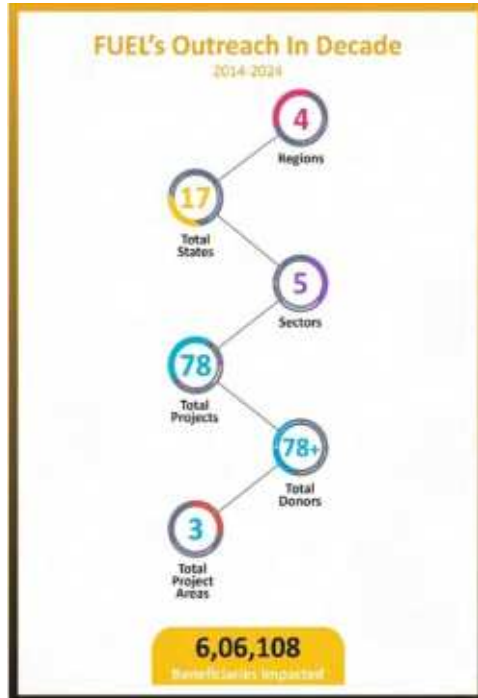 FUEL's Outreach In Decade
2014-2024
4
Regions
17
Total
States
5
Sectors
78
Total
Projects
78+
Total
Donors
3
Total
Project
Areas
6,06,108
Beneficiaries Impacted